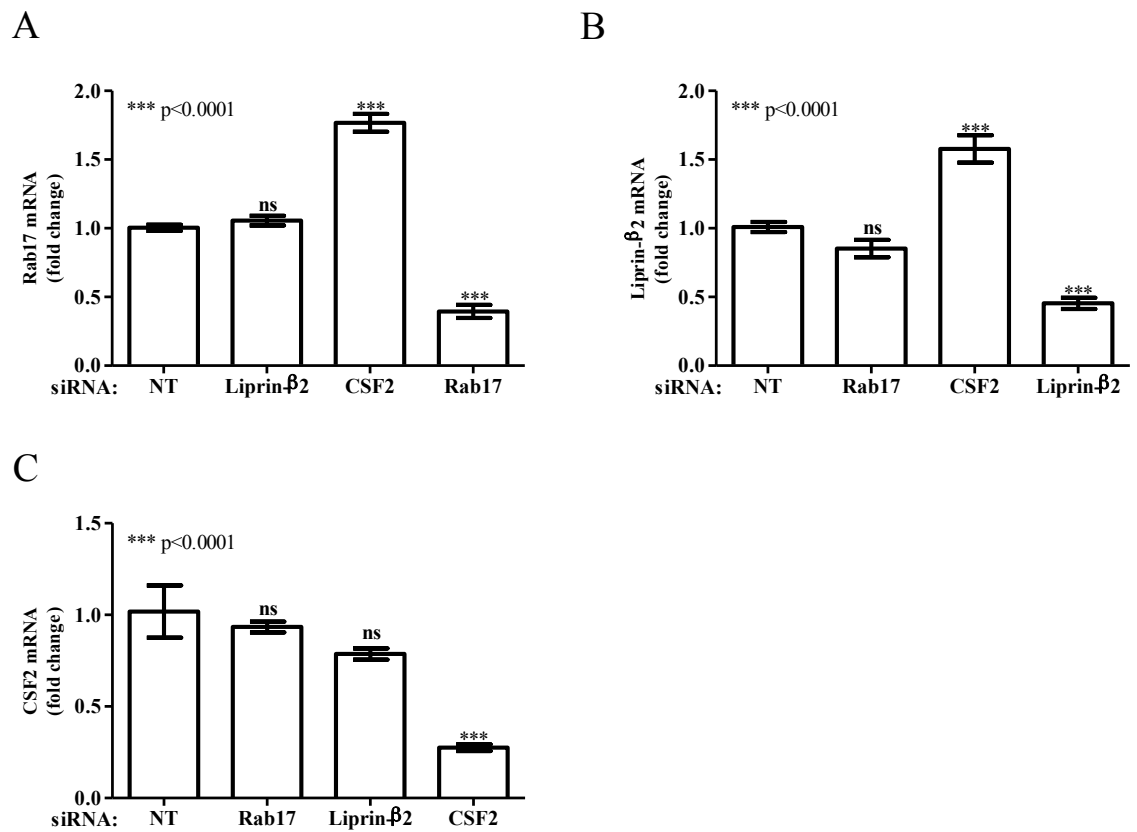 A
*** p<0.0001
Rab17 mRNA
(fold change)
2.0
1.5
1.0
0.5
0.0
ns
***
***
siRNA: NT Liprin-β2 CSF2 Rab17
B
*** p<0.0001
Liprin-β2 mRNA
(fold change)
2.0
1.5
1.0
0.5
0.0
ns
***
***
siRNA: NT Rab17 CSF2 Liprin-β2
C
*** p<0.0001
CSF2 mRNA
(fold change)
1.5
1.0
0.5
0.0
ns
ns
***
siRNA: NT Rab17 Liprin-β2 CSF2